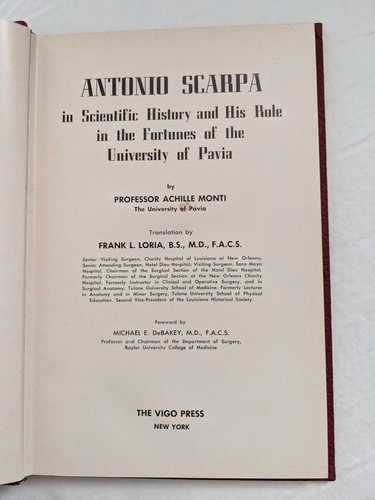 ANTONIO SCARPA
in Scientific History and His Role
in the Fortunes of the
University of Pavia
by
PROFESSOR ACHILLE MONTI
The University of Pavia
Translation by
FRANK L. LORIA, B.S., M.D., F.A.C.S.
Senior Visiting Surgeon, Charity Hospital of Louisiana at New Orleans;
Senior Attending Surgeon, Hotel Dieu Hospital; Visiting Surgeon, Sara Mayo
Hospital. Chairman of the Surgical Section of the Hotel Dieu Hospital.
Formerly Chairman of the Surgical Section of the New Orleans Charity
Hospital. Formerly Instructor in Clinical and Operative Surgery, and in
Surgical Anatomy, Tulane University School of Medicine. Formerly Lecturer
in Anatomy and in Minor Surgery, Tulane University School of Physical
Education. Second Vice-President of the Louisiana Historical Society.
Foreword by
MICHAEL E. DeBAKEY, M.D., F.A.C.S.
Professor and Chairman of the Department of Surgery,
Baylor University College of Medicine
THE VIGO PRESS
NEW YORK